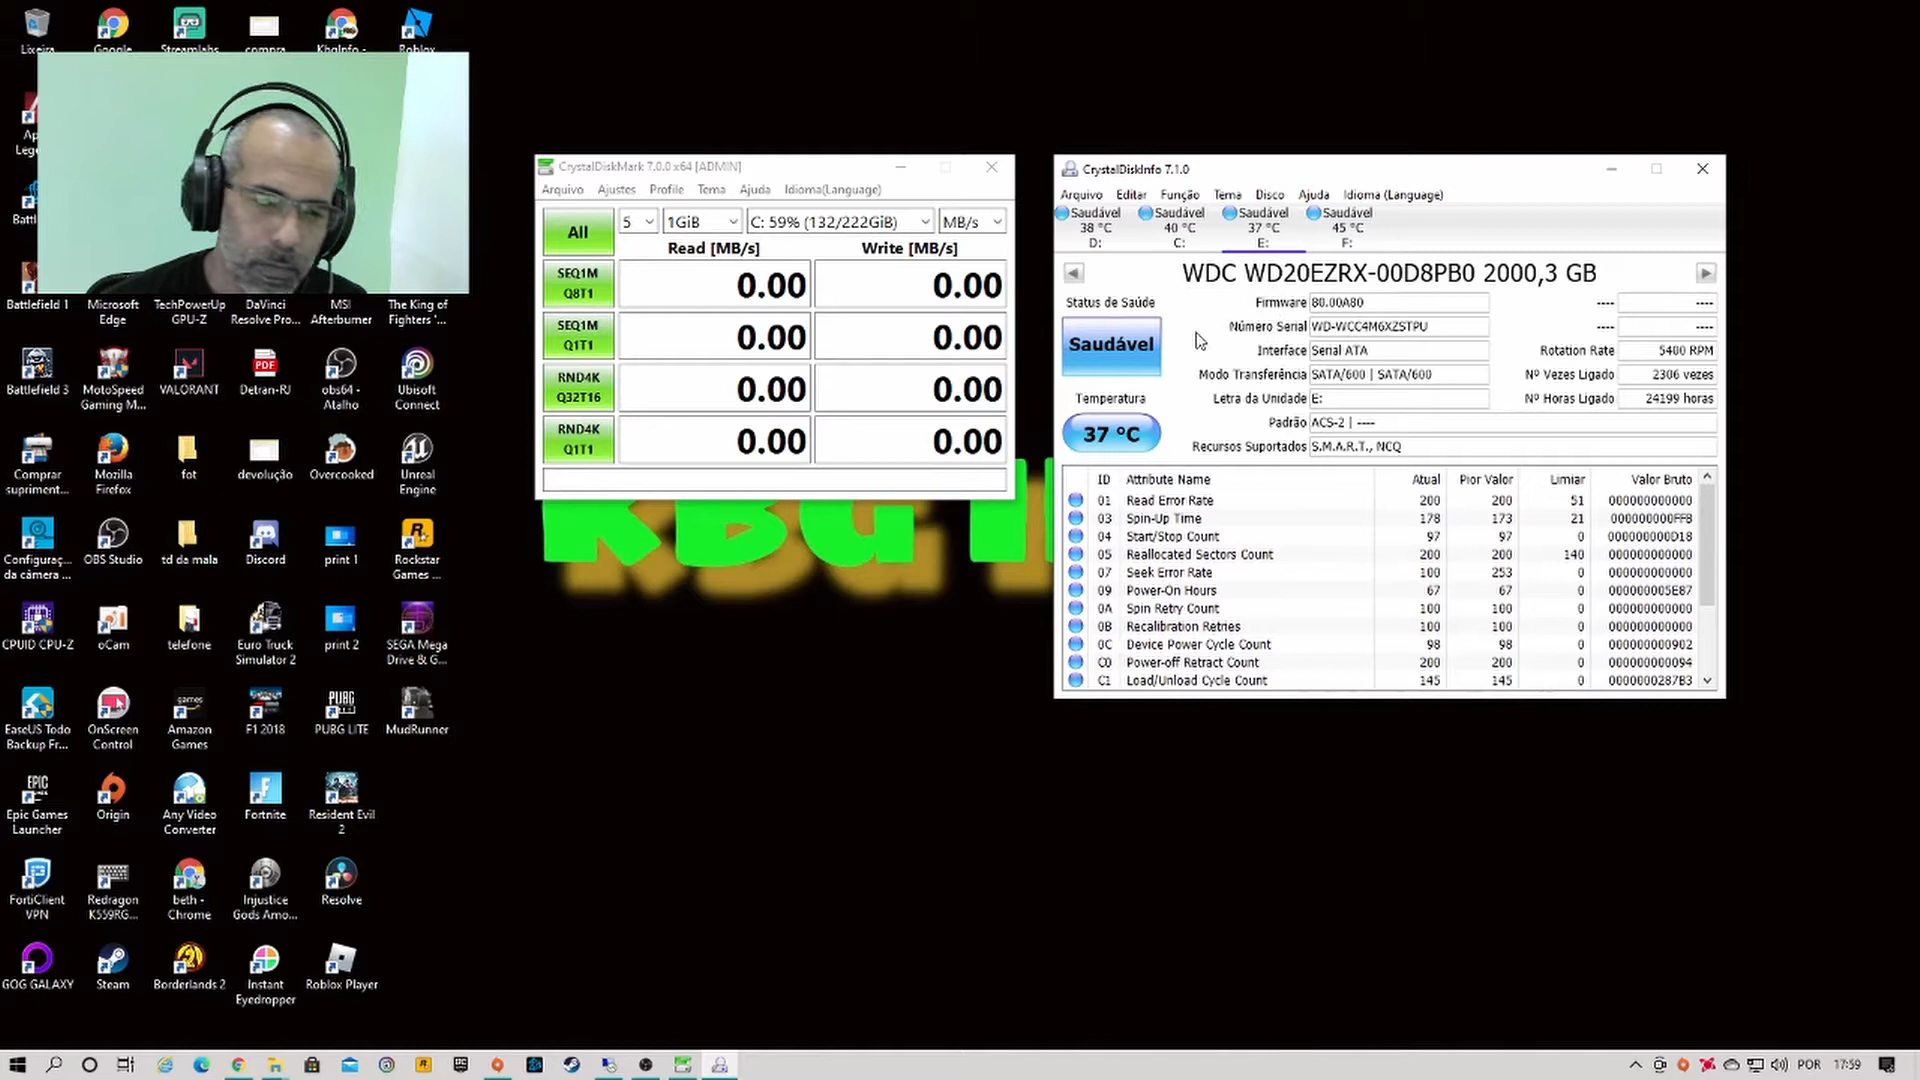 Lixeira
Google
Streamlabs
compra
KbgInfo -
Roblox
Battlefield 1
Microsoft Edge
TechPowerUp GPU-Z
DaVinci Resolve Pro...
MSI Afterburner
The King of Fighters '...
Battlefield 3
MotoSpeed Gaming M...
VALORANT
PDF
Detran-RJ
obs64 - Atalho
Ubisoft Connect
Comprar supriment...
Mozilla Firefox
fot
devolução
Overcooked
Unreal Engine
Configuraç... da câmera ...
OBS Studio
td da mala
Discord
print 1
Rockstar Games ...
CPUID CPU-Z
oCam
telefone
Euro Truck Simulator 2
print 2
SEGA Mega Drive & G...
EaseUS Todo Backup Fr...
OnScreen Control
games
Amazon Games
F1 2018
PUBG
PUBG LITE
MudRunner
EPIC GAMES
Epic Games Launcher
Origin
Any Video Converter
Fortnite
Resident Evil 2
FortiClient VPN
Redragon K559RG...
beth - Chrome
Injustice Gods Amo...
Resolve
GOG GALAXY
Steam
Borderlands 2
Instant Eyedropper
Roblox Player
CrystalDiskMark 7.0.0 x64 [ADMIN]
Arquivo Ajustes Profile Tema Ajuda Idioma(Language)
All 5 1GiB C: 59% (132/222GiB) MB/s
Read [MB/s] Write [MB/s]
SEQ1M Q8T1 0.00 0.00
SEQ1M Q1T1 0.00 0.00
RND4K Q32T16 0.00 0.00
RND4K Q1T1 0.00 0.00
KBG
CrystalDiskInfo 7.1.0
Arquivo Editar Função Tema Disco Ajuda Idioma (Language)
Saudável Saudável Saudável Saudável
38 °C 40 °C 37 °C 45 °C
D: C: E: F:
WDC WD20EZRX-00D8PB0 2000,3 GB
Status de Saúde Firmware 80.00A80 ---- ----
Saudável Número Serial WD-WCC4M6XZSTPU ---- ----
Interface Serial ATA Rotation Rate 5400 RPM
Modo Transferência SATA/600 | SATA/600 Nº Vezes Ligado 2306 vezes
Temperatura Letra da Unidade E: Nº Horas Ligado 24199 horas
37 °C Padrão ACS-2 | ----
Recursos Suportados S.M.A.R.T., NCQ
ID Attribute Name Atual Pior Valor Limiar Valor Bruto
01 Read Error Rate 200 200 51 000000000000
03 Spin-Up Time 178 173 21 000000000FFB
04 Start/Stop Count 97 97 0 000000000D18
05 Reallocated Sectors Count 200 200 140 000000000000
07 Seek Error Rate 100 253 0 000000000000
09 Power-On Hours 67 67 0 000000005E87
0A Spin Retry Count 100 100 0 000000000000
0B Recalibration Retries 100 100 0 000000000000
0C Device Power Cycle Count 98 98 0 000000000902
C0 Power-off Retract Count 200 200 0 000000000094
C1 Load/Unload Cycle Count 145 145 0 0000000287B3
POR 17:59